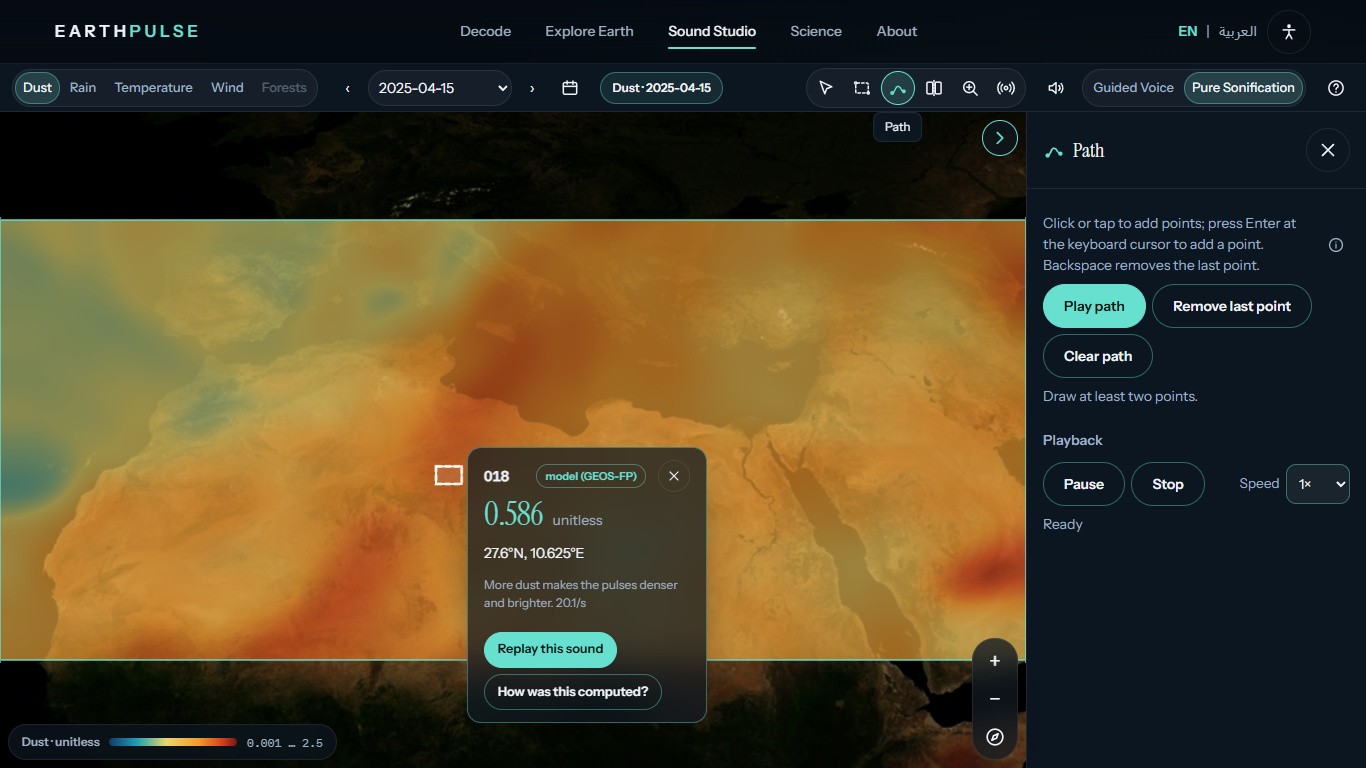 EARTHPULSE
Decode
Explore Earth
Sound Studio
Science
About
EN | العربية
Dust
Rain
Temperature
Wind
Forests
‹
2025-04-15
›
Dust·2025-04-15
Guided Voice
Pure Sonification
Path
Path
Click or tap to add points; press Enter at
the keyboard cursor to add a point.
Backspace removes the last point.
Play path
Remove last point
Clear path
Draw at least two points.
Playback
Pause
Stop
Speed
1×
Ready
018
model (GEOS-FP)
0.586 unitless
27.6°N, 10.625°E
More dust makes the pulses denser
and brighter. 20.1/s
Replay this sound
How was this computed?
+
−
Dust·unitless
0.001 … 2.5